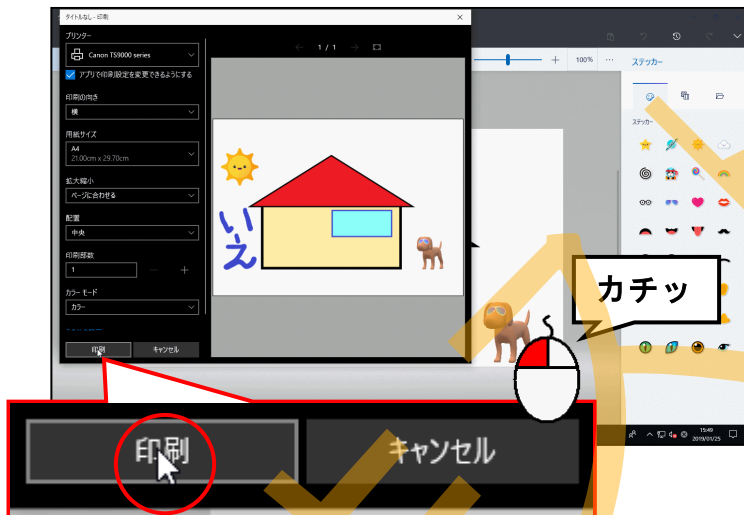 タイトルなし - 印刷
プリンター
Canon TS9000 series
アプリで印刷設定を変更できるようにする
印刷の向き
横
用紙サイズ
A4
21.00cm x 29.70cm
拡大縮小
ページに合わせる
配置
中央
印刷部数
1
カラー モード
カラー
印刷
キャンセル
1 / 1
いえ
100%
ステッカー
ステッカー
カチッ
印刷
キャンセル
15:49
2019/01/25